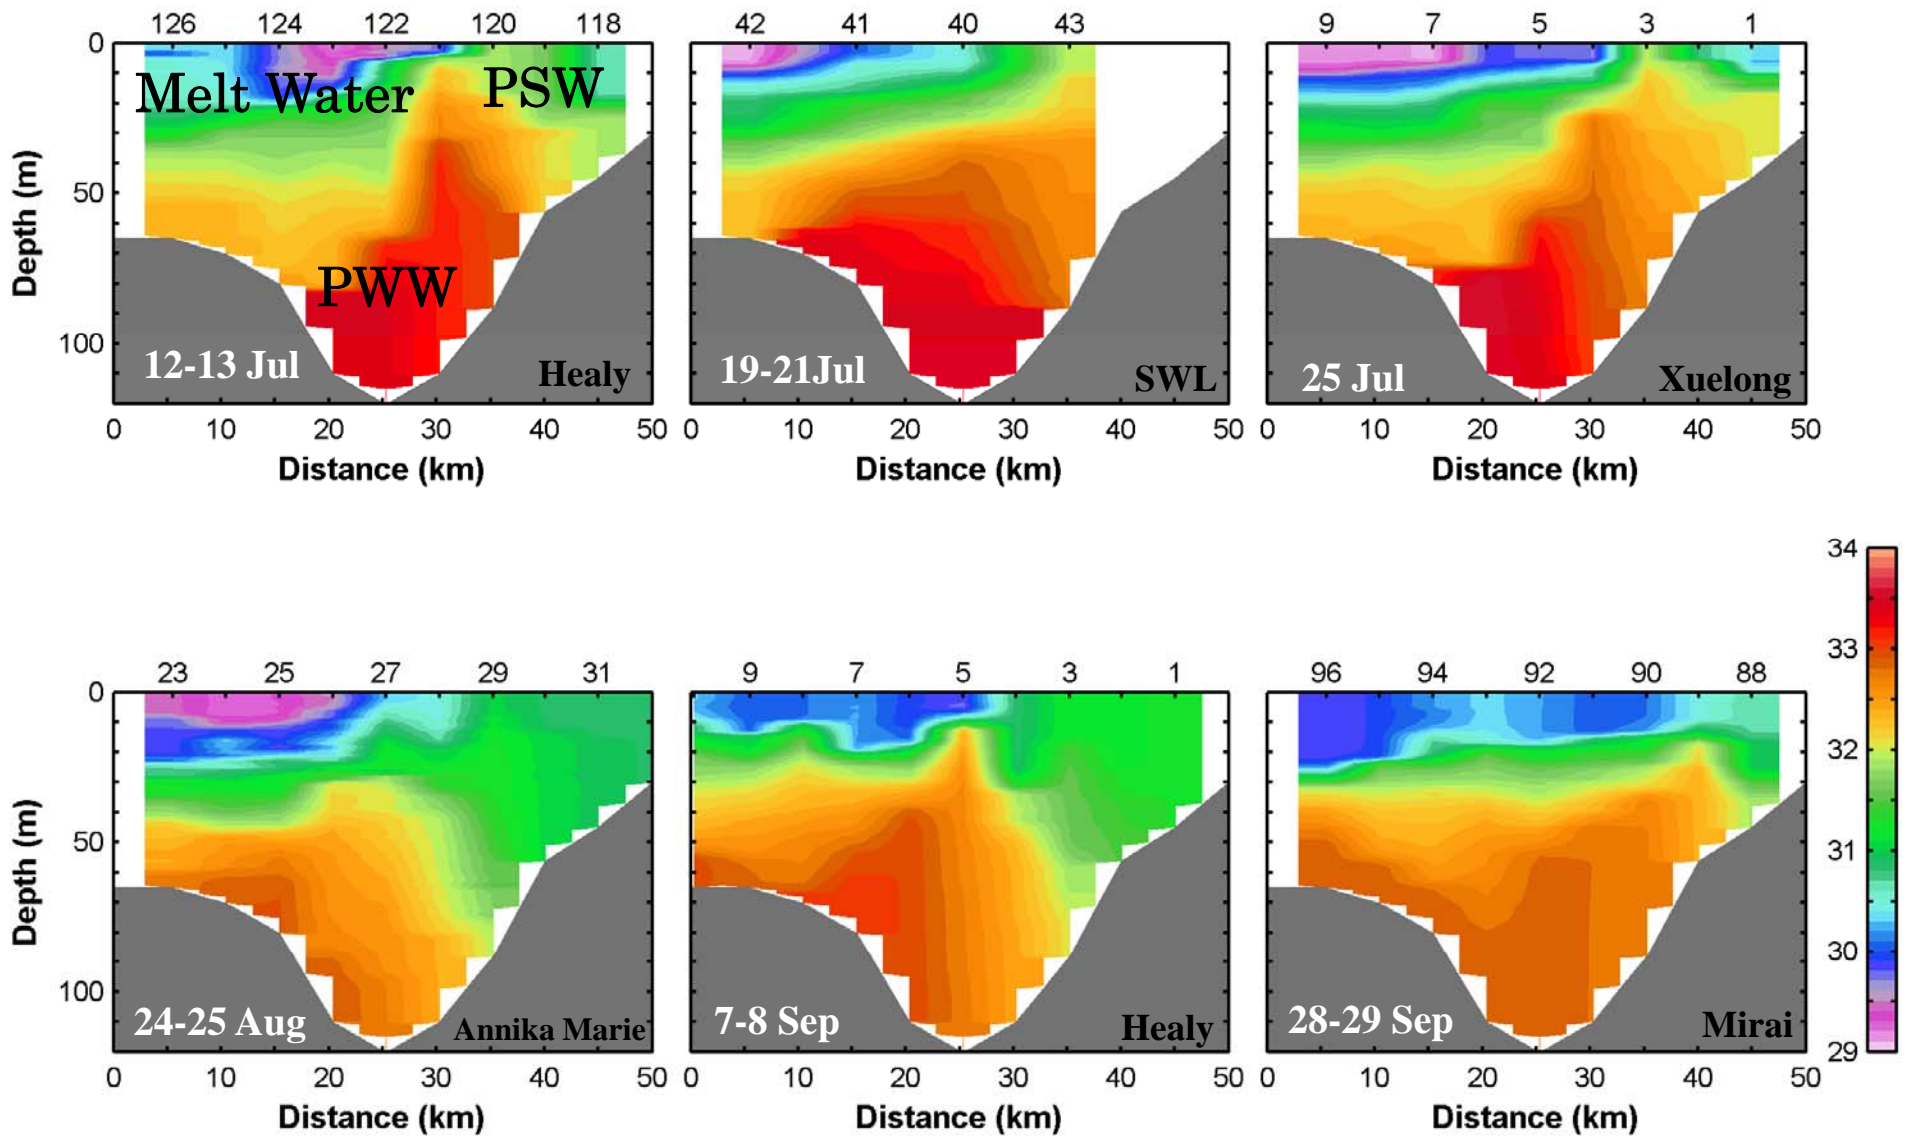 126 124 122 120 118
42 41 40 43
9 7 5 3 1
0
50
100
Depth (m)
Melt Water
PSW
PWW
12-13 Jul
Healy
19-21Jul
SWL
25 Jul
Xuelong
0 10 20 30 40 50
0 10 20 30 40 50
0 10 20 30 40 50
Distance (km)
Distance (km)
Distance (km)
23 25 27 29 31
9 7 5 3 1
96 94 92 90 88
0
50
100
Depth (m)
24-25 Aug
Annika Marie
7-8 Sep
Healy
28-29 Sep
Mirai
0 10 20 30 40 50
0 10 20 30 40 50
0 10 20 30 40 50
Distance (km)
Distance (km)
Distance (km)
34
33
32
31
30
29